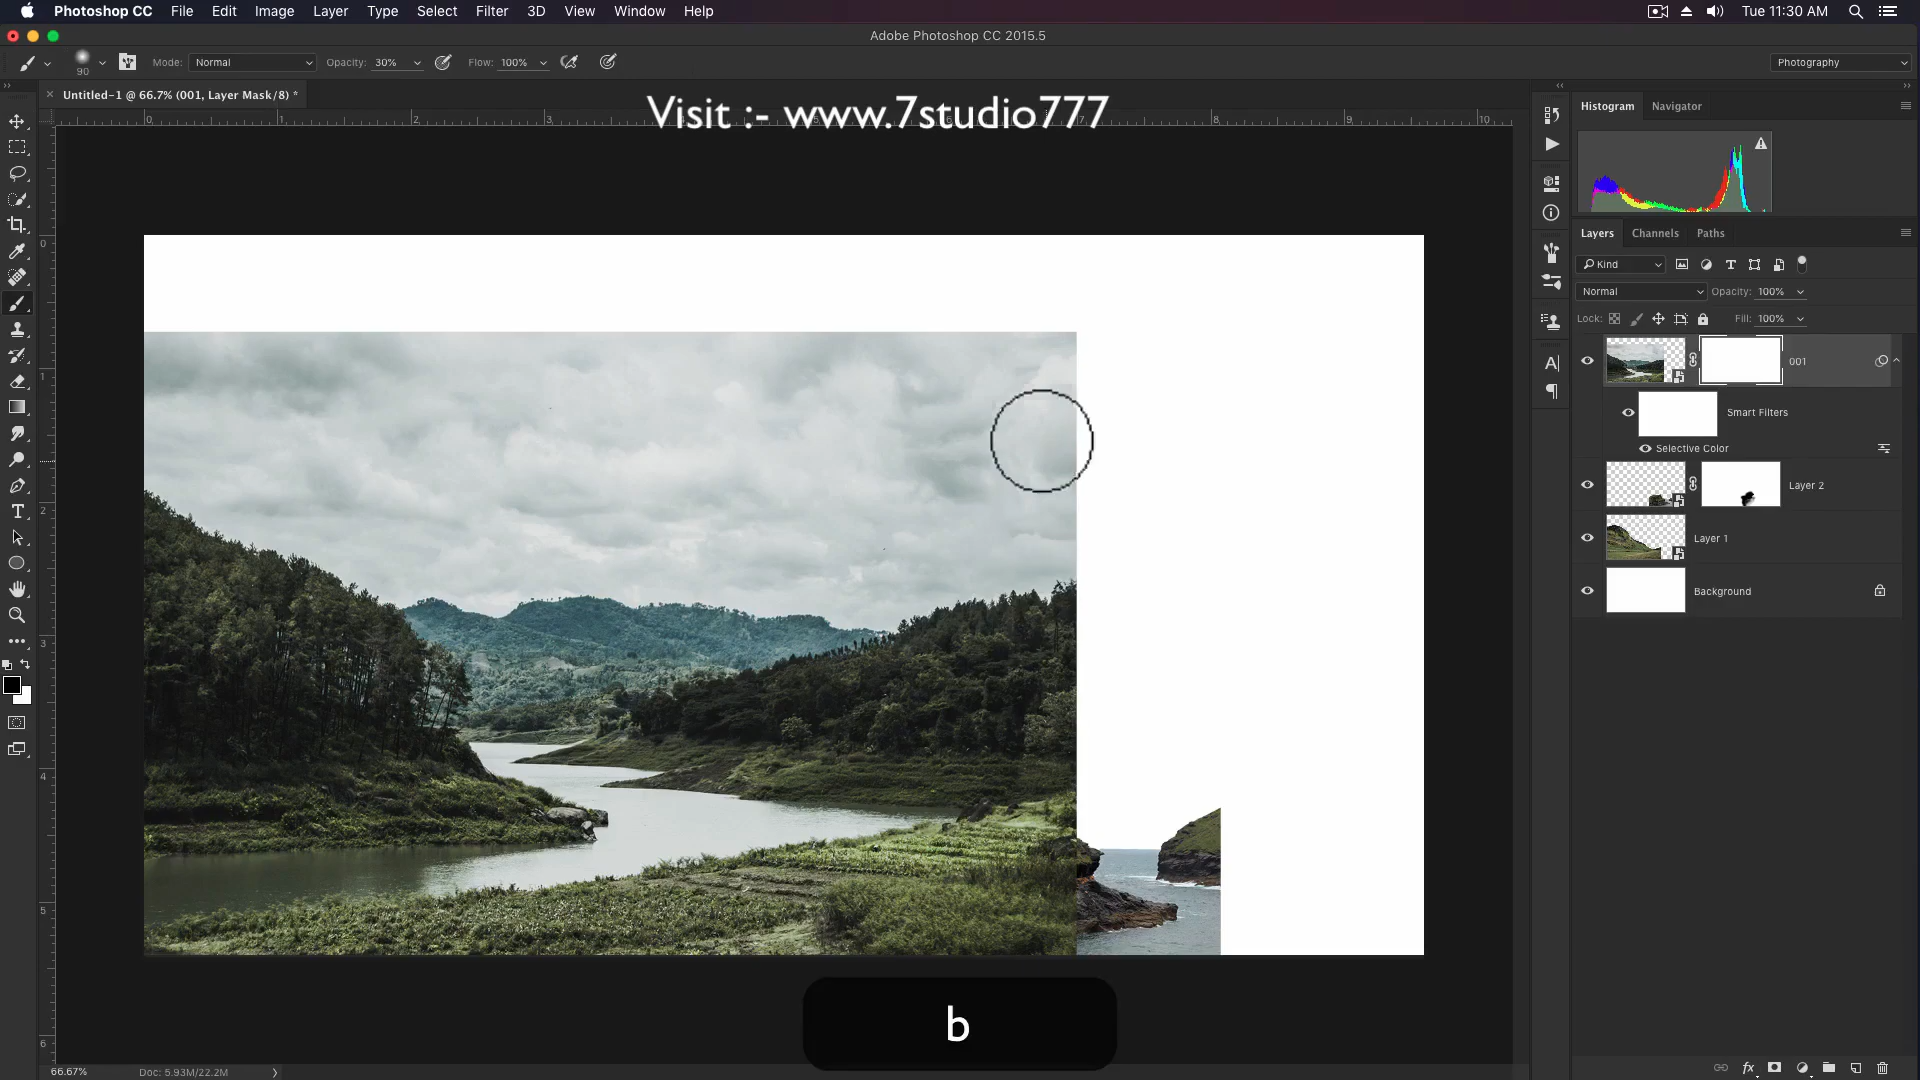 Photoshop CC File Edit Image Layer Type Select Filter 3D View Window Help Tue 11:30 AM
Adobe Photoshop CC 2015.5
90 Mode: Normal Opacity: 30% Flow: 100% Photography
Untitled-1 @ 66.7% (001, Layer Mask/8) *
Visit :- www.7studio777
Histogram Navigator
Layers Channels Paths
Kind
Normal Opacity: 100%
Lock: Fill: 100%
001
Smart Filters
Selective Color
Layer 2
Layer 1
Background
b
66.67% Doc: 5.93M/22.2M